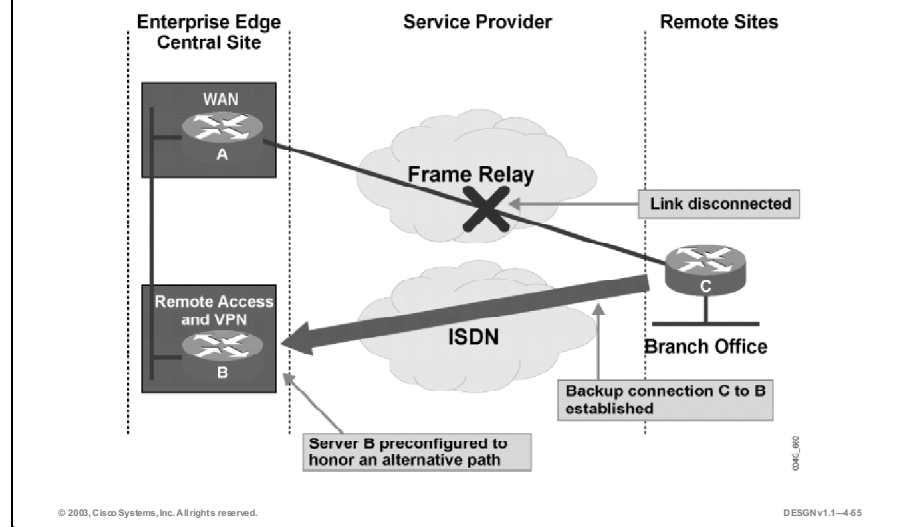 Enterprise Edge
Central Site
Service Provider
Remote Sites
WAN
A
Frame Relay
Link disconnected
C
Branch Office
Remote Access
and VPN
B
ISDN
Backup connection C to B
established
Server B preconfigured to
honor an alternative path
© 2003, Cisco Systems, Inc. All rights reserved.
DESGN v1.1—4-55